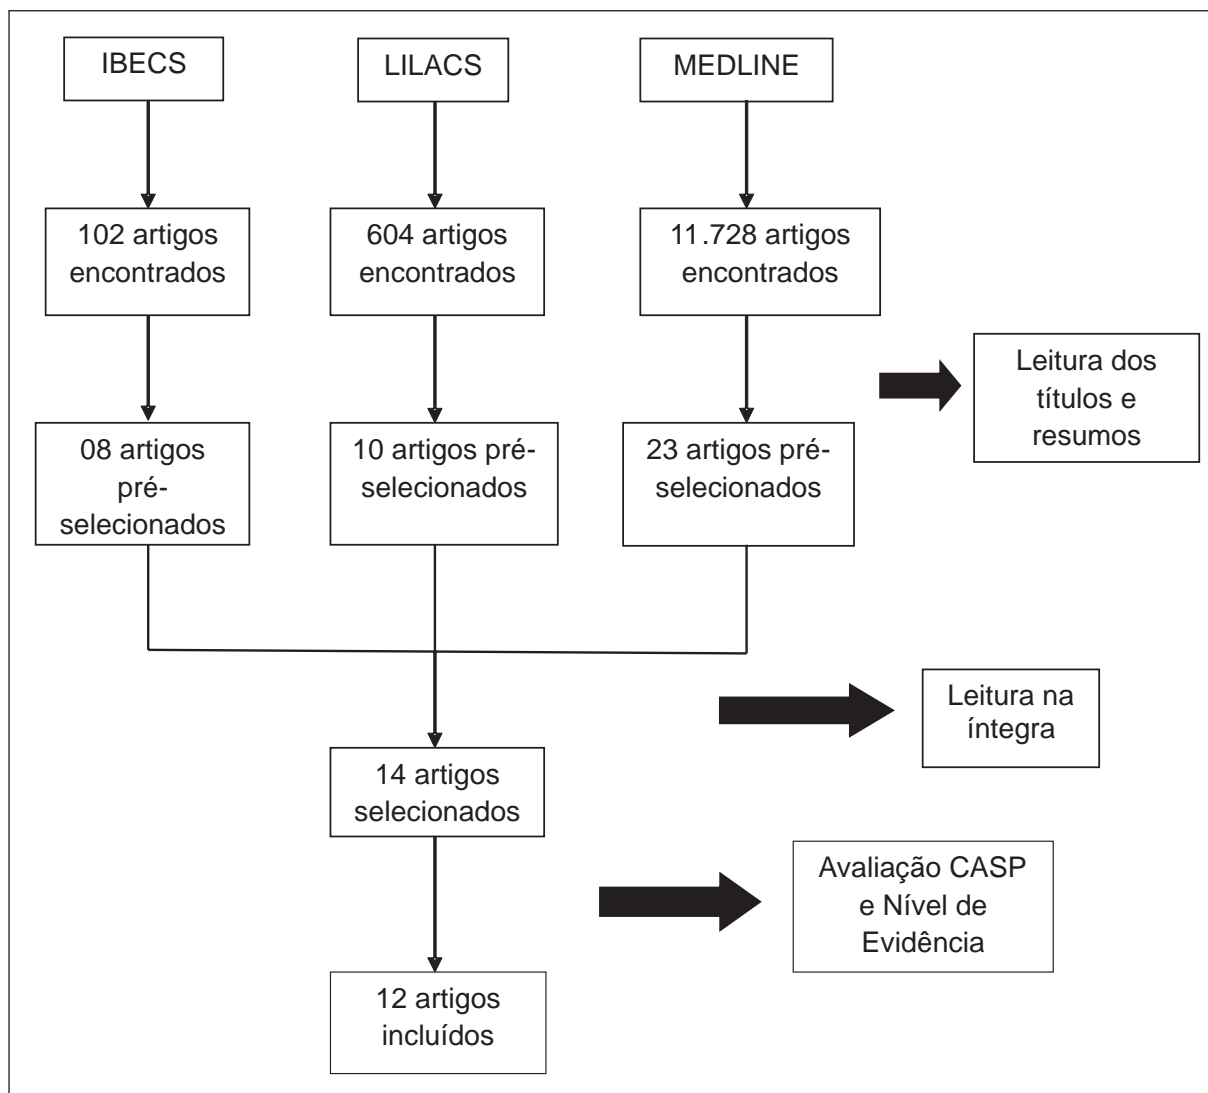 IBECS
LILACS
MEDLINE
102 artigos
encontrados
604 artigos
encontrados
11.728 artigos
encontrados
Leitura dos
títulos e
resumos
08 artigos
pré-
selecionados
10 artigos pré-
selecionados
23 artigos pré-
selecionados
Leitura na
íntegra
14 artigos
selecionados
Avaliação CASP
e Nível de
Evidência
12 artigos
incluídos